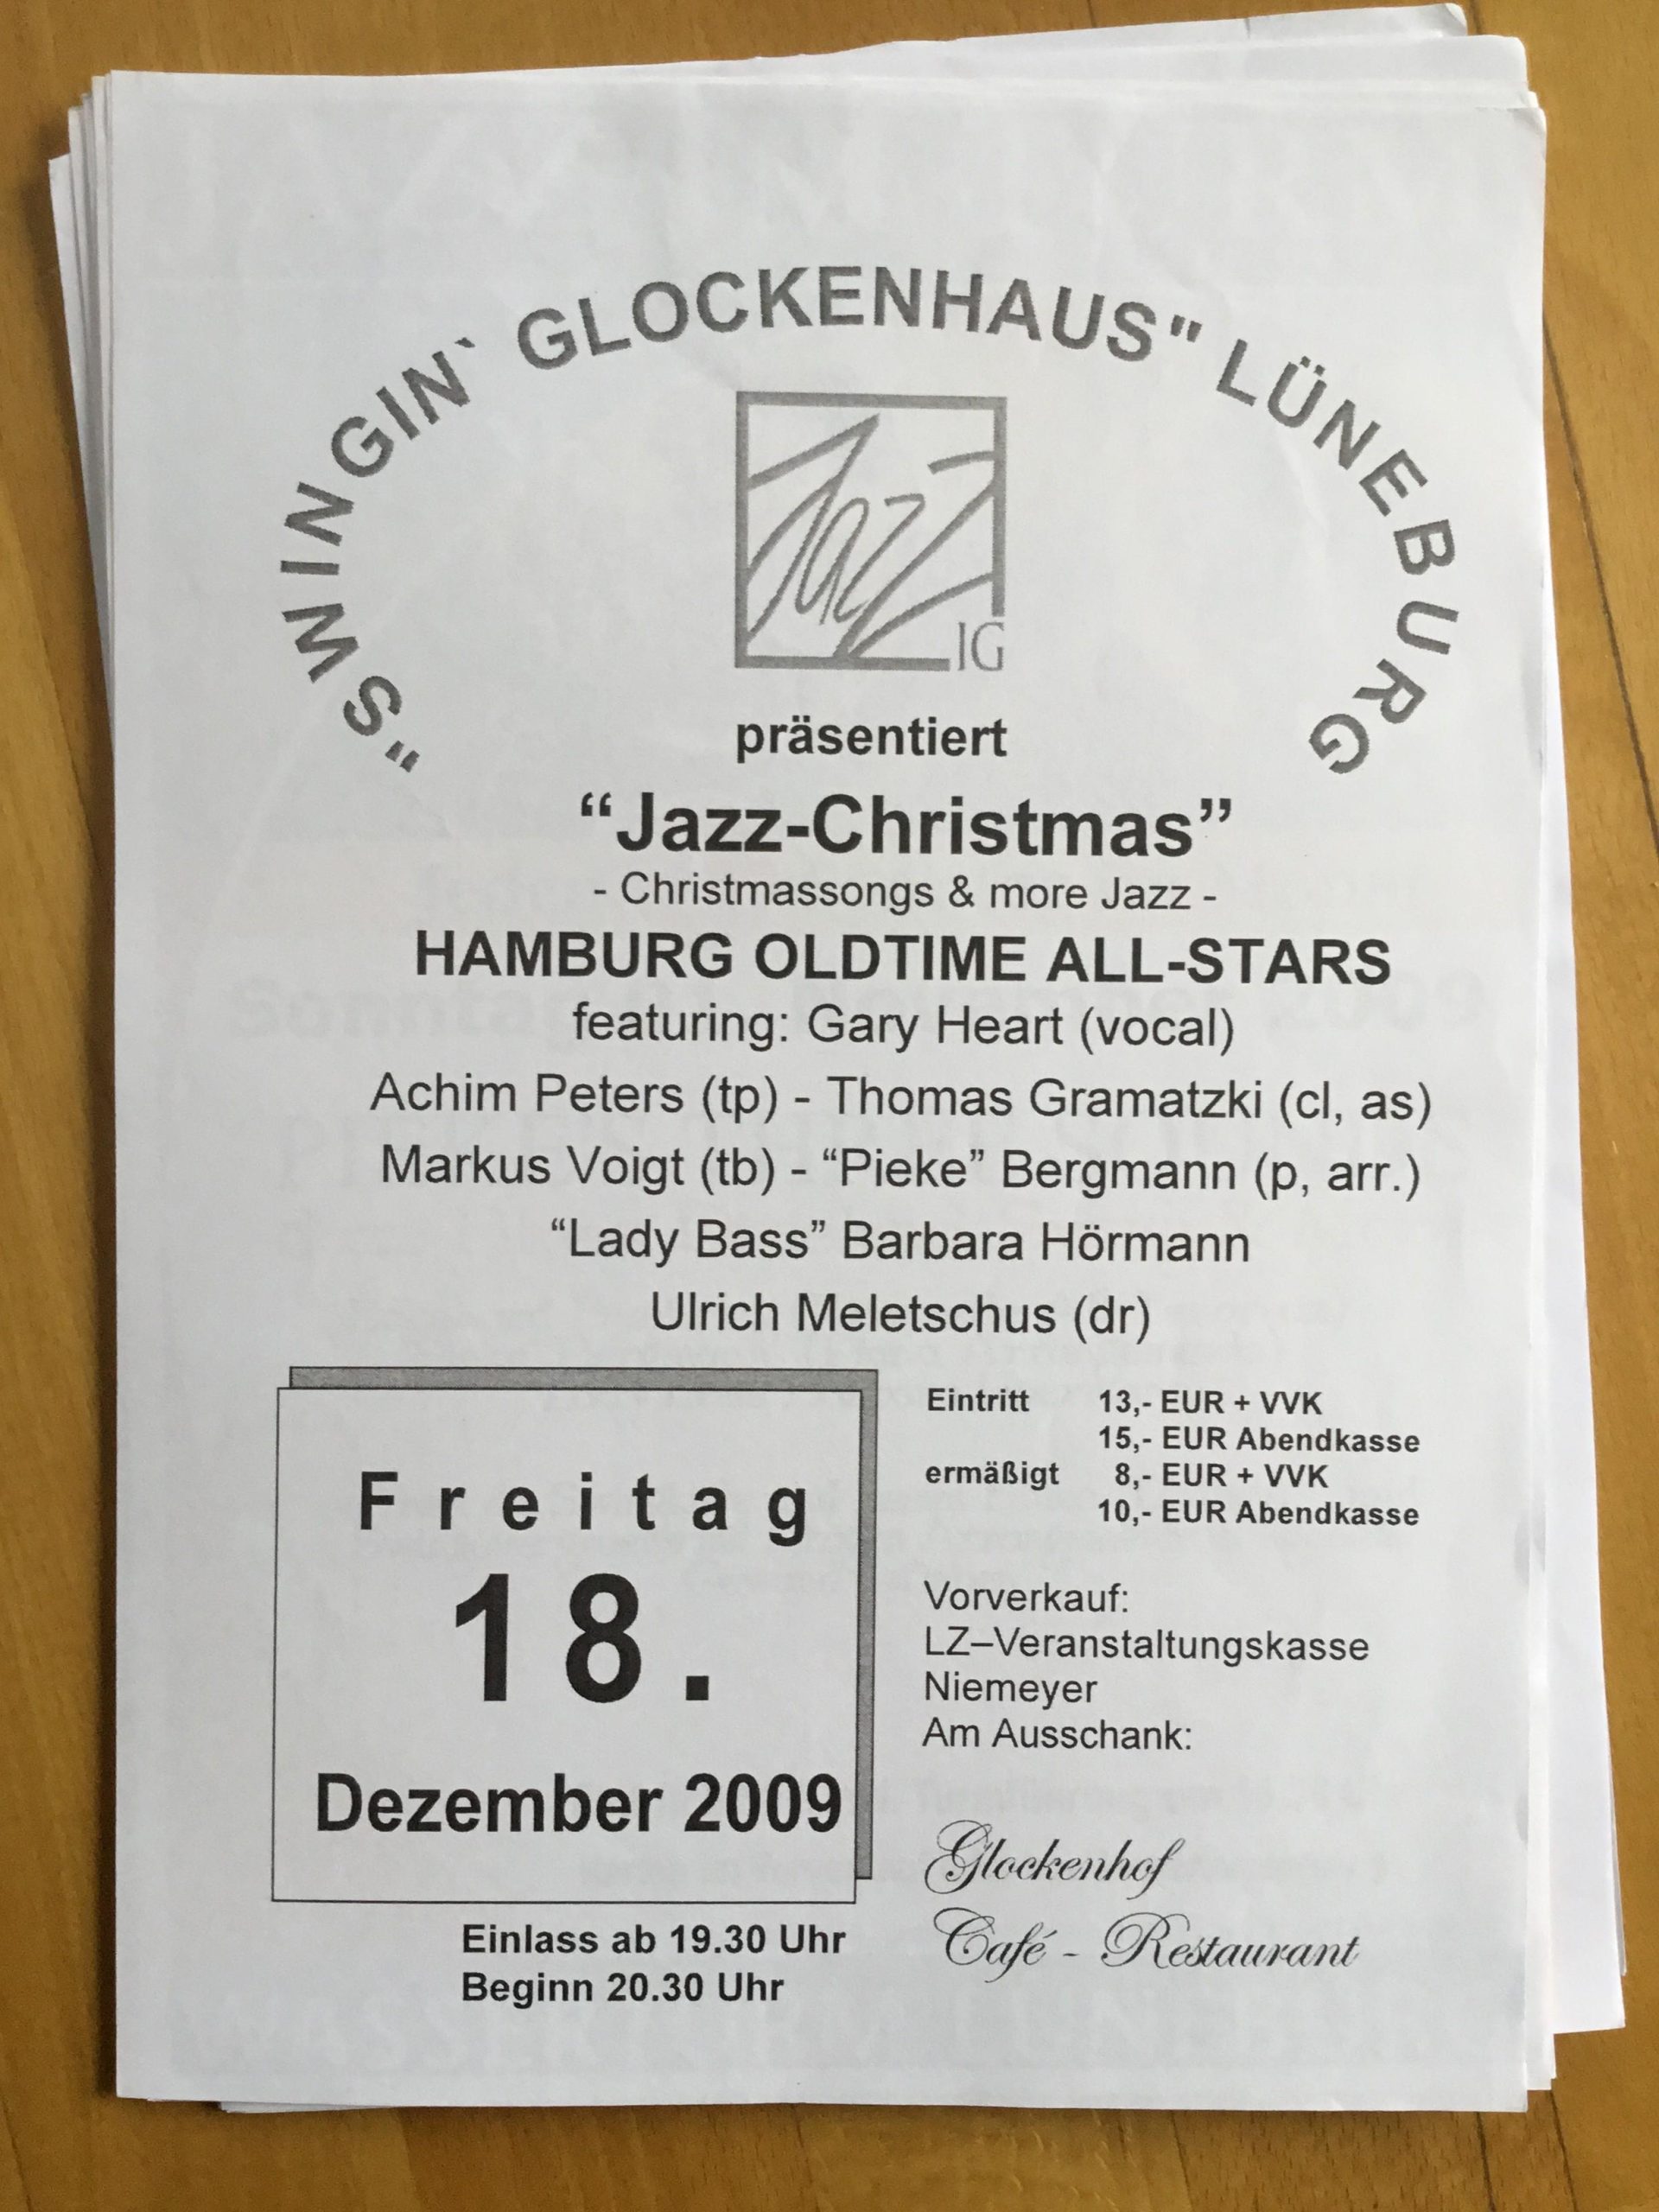 "SWINGIN` GLOCKENHAUS" LÜNEBURG
Jazz
IG
präsentiert
“Jazz-Christmas”
- Christmassongs & more Jazz -
HAMBURG OLDTIME ALL-STARS
featuring: Gary Heart (vocal)
Achim Peters (tp) - Thomas Gramatzki (cl, as)
Markus Voigt (tb) - “Pieke” Bergmann (p, arr.)
“Lady Bass” Barbara Hörmann
Ulrich Meletschus (dr)
Freitag
18.
Dezember 2009
Einlass ab 19.30 Uhr
Beginn 20.30 Uhr
Eintritt 13,- EUR + VVK
15,- EUR Abendkasse
ermäßigt 8,- EUR + VVK
10,- EUR Abendkasse
Vorverkauf:
LZ–Veranstaltungskasse
Niemeyer
Am Ausschank:
Glockenhof
Café - Restaurant